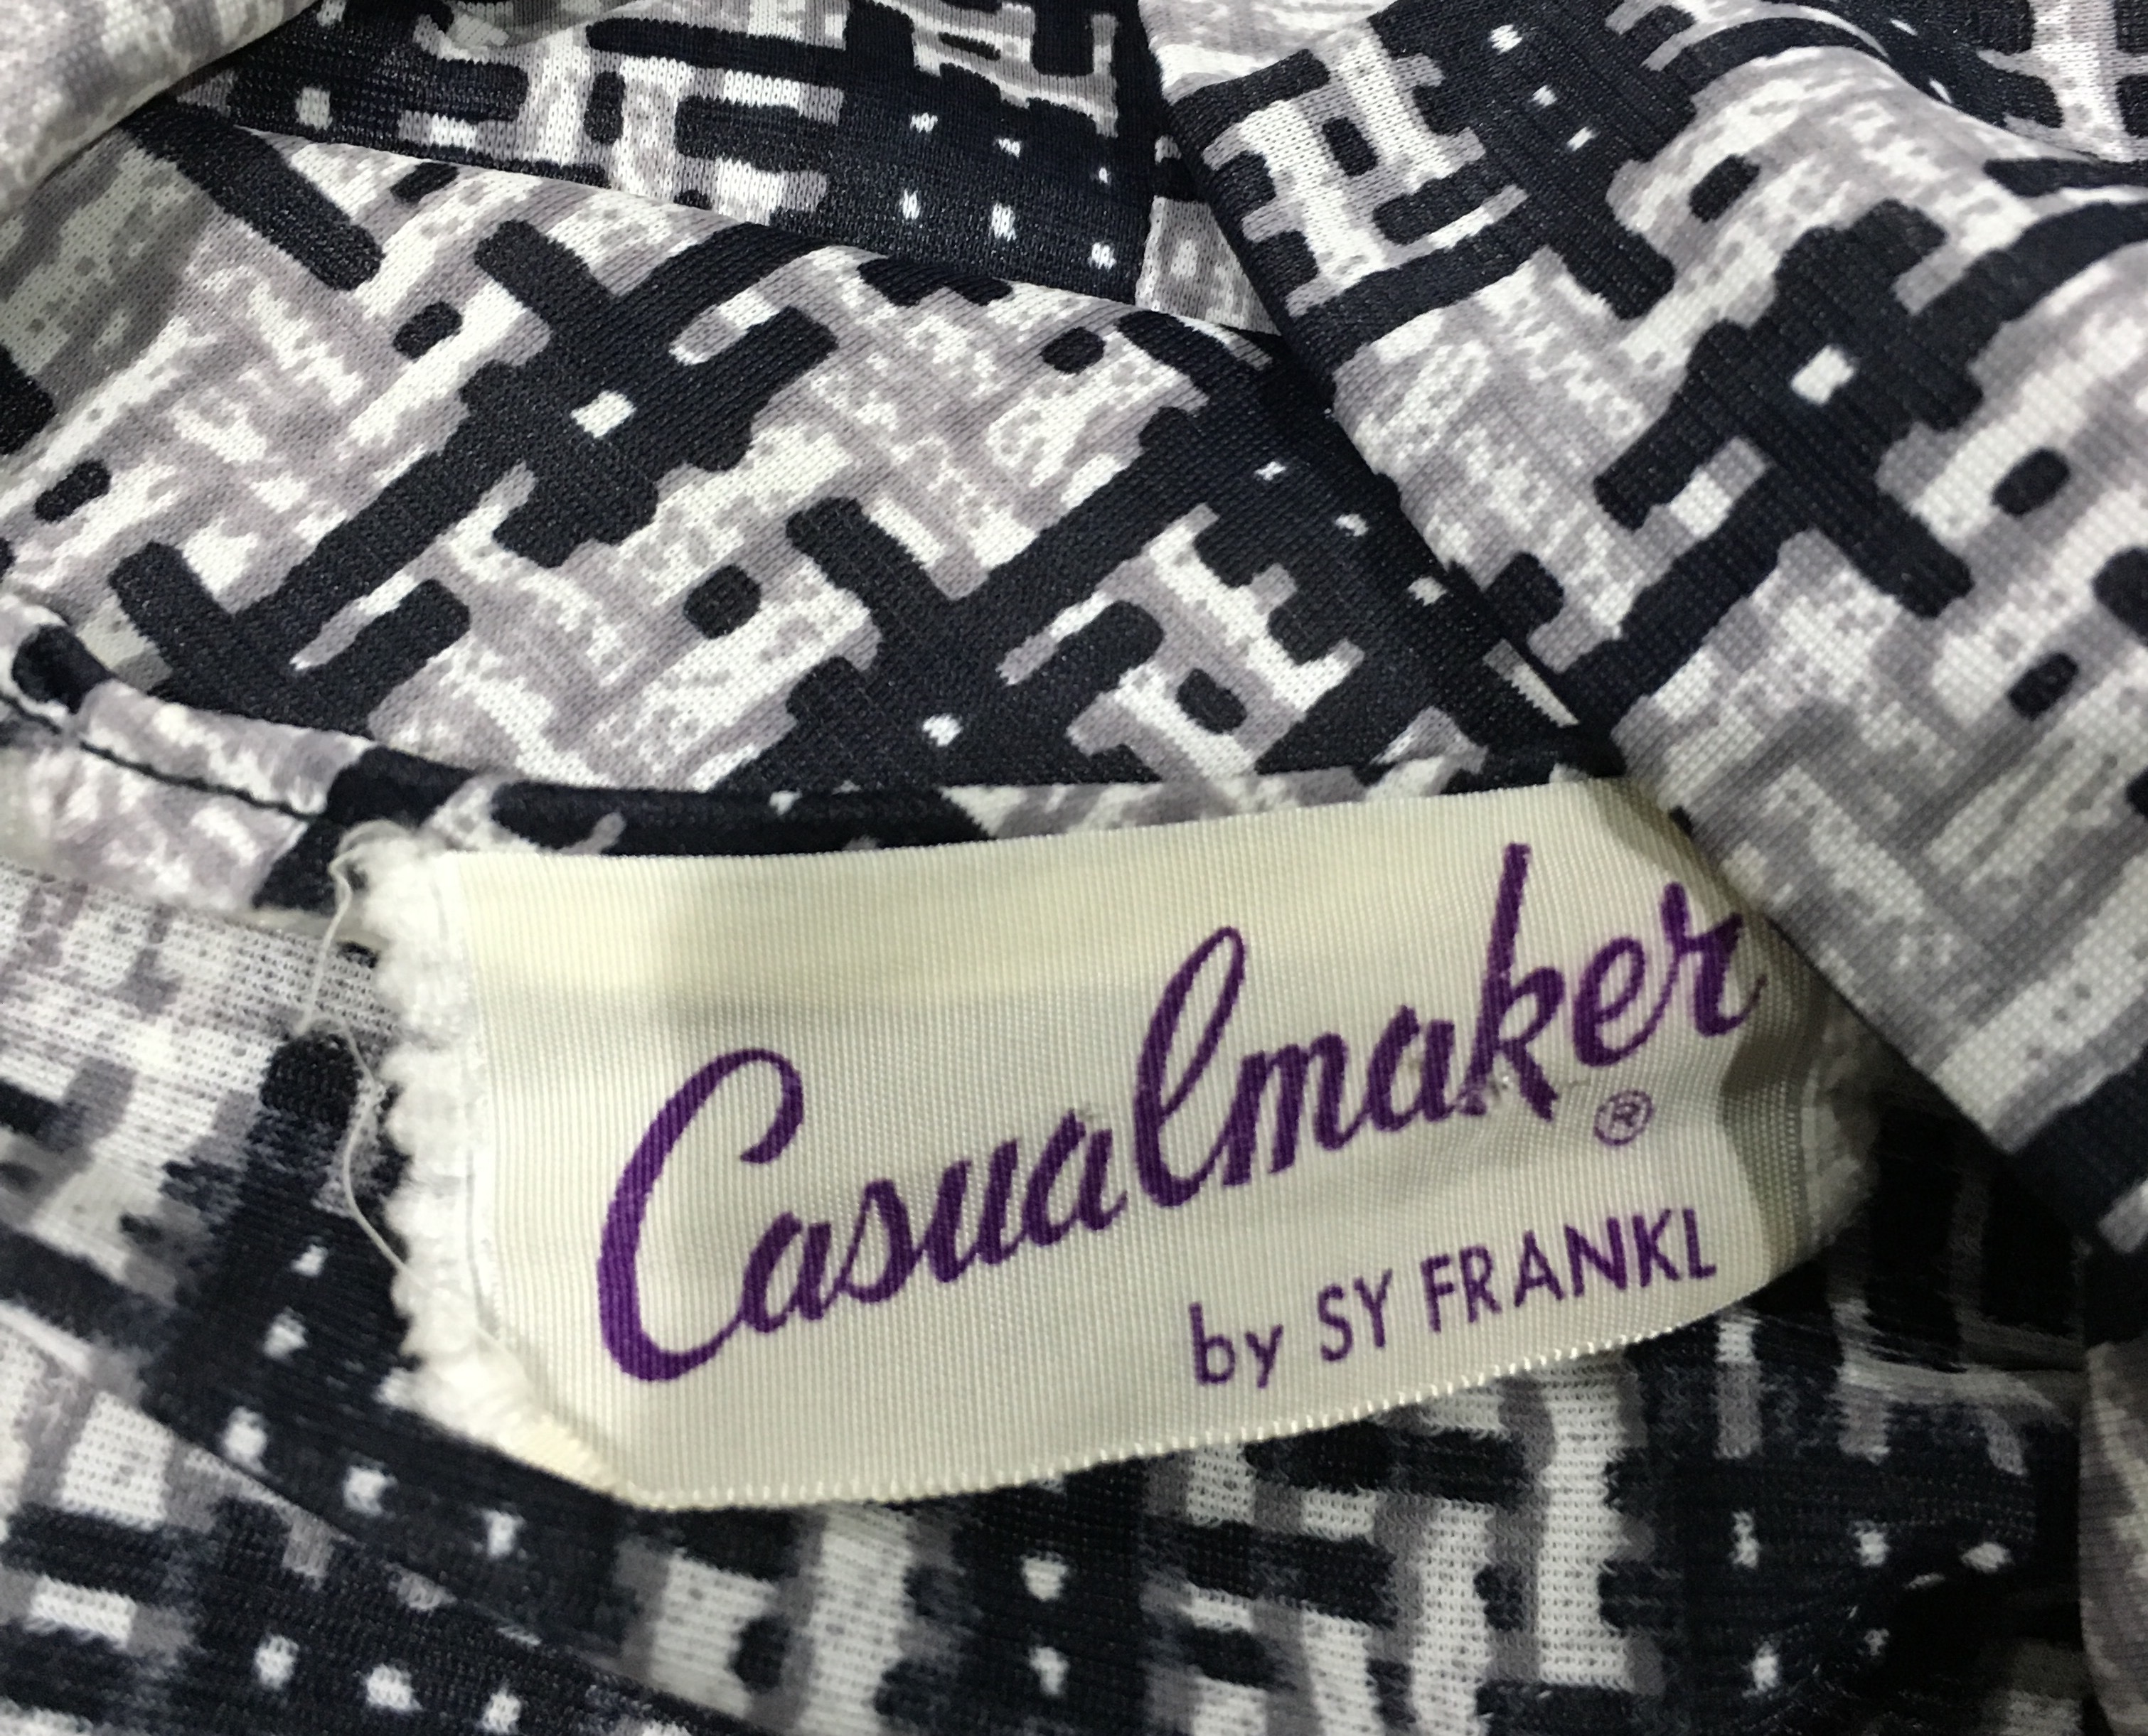 Casualmaker ®
by SY FRANKL